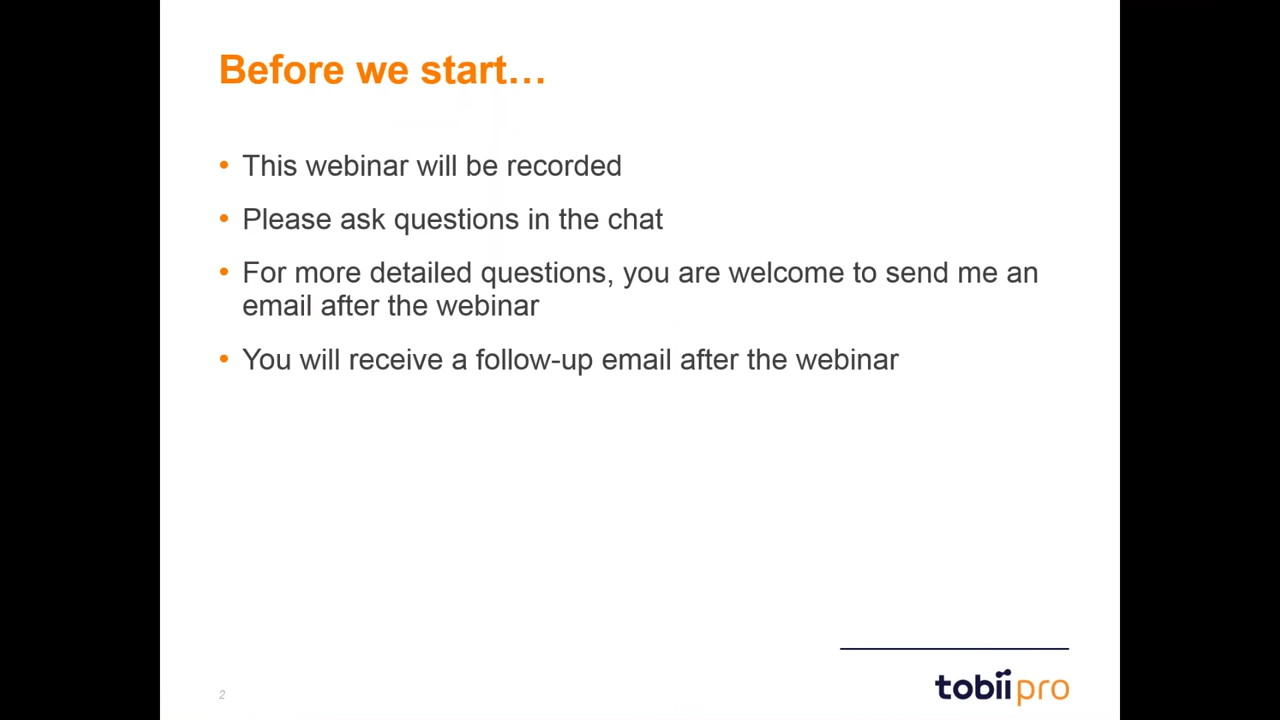 Before we start…
• This webinar will be recorded
• Please ask questions in the chat
• For more detailed questions, you are welcome to send me an
email after the webinar
• You will receive a follow-up email after the webinar
2
tobiipro